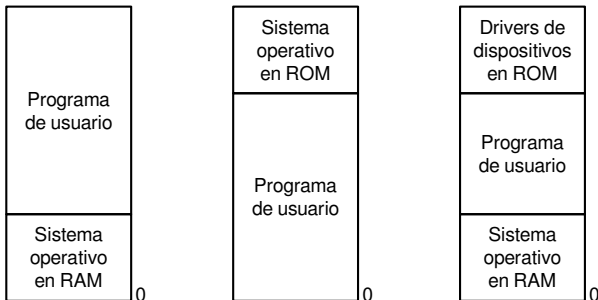 Programa
de usuario
Sistema
operativo
en RAM
0
Sistema
operativo
en ROM
Programa
de usuario
0
Drivers de
dispositivos
en ROM
Programa
de usuario
Sistema
operativo
en RAM
0